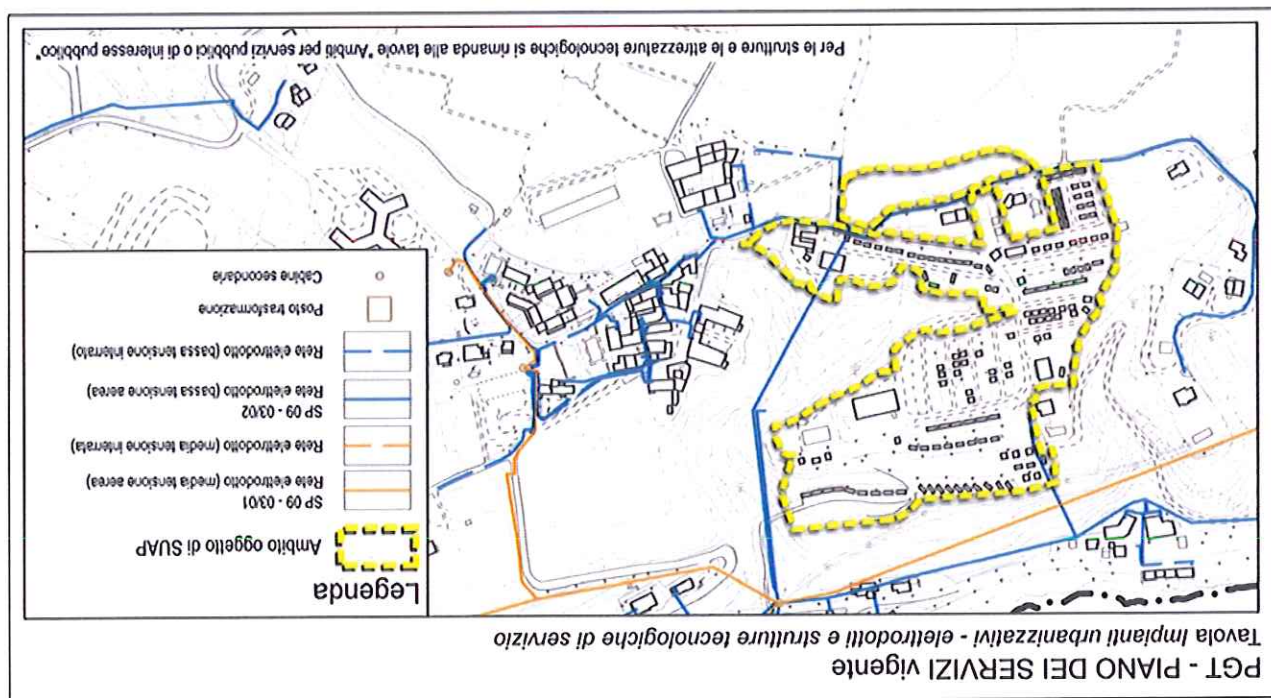 PGT - PIANO DEI SERVIZI vigente
Tavola Impianti urbanizzativi - elettrodotti e strutture tecnologiche di servizio
Legenda
Ambito oggetto di SUAP
SP 09 - 03/01
Rete elettrodotto (media tensione aerea)
Rete elettrodotto (media tensione interrata)
SP 09 - 03/02
Rete elettrodotto (bassa tensione aerea)
Rete elettrodotto (bassa tensione interrato)
Posto trasformazione
Cabine secondarie
Per le strutture e le attrezzature tecnologiche si rimanda alle tavole "Ambiti per servizi pubblici o di interesse pubblico"